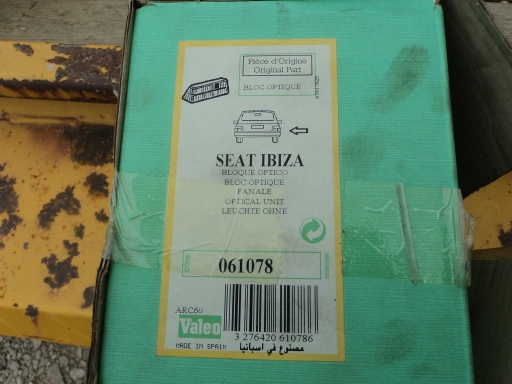 Pièce d'Origine
Original Part
BLOC OPTIQUE
SEAT IBIZA
BLOQUE OPTICO
BLOC OPTIQUE
FANALE
OPTICAL UNIT
LEUCHTE OHNE
061078
ARC60
Valeo
3 276420 610786
MADE IN SPAIN
مصنوع في اسبانيا